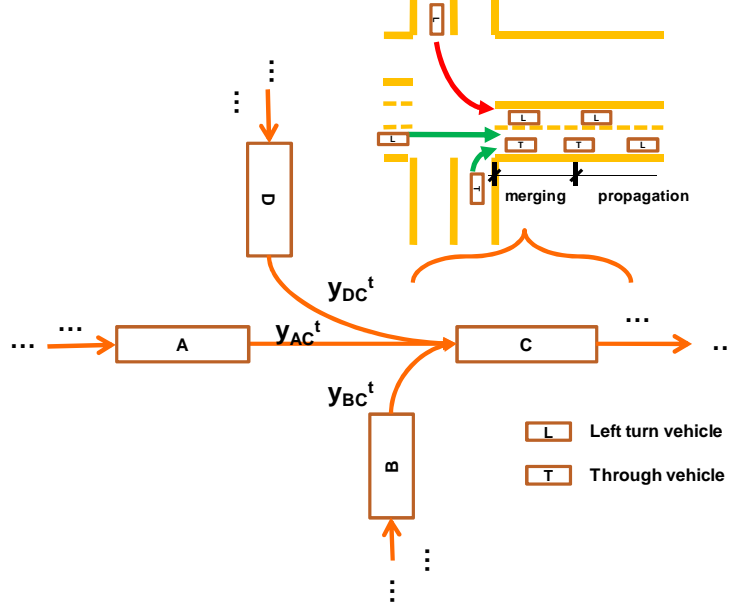 L
L
L
L
T
T
L
T
merging
propagation
...
...
D
y_DC^t
...
...
A
y_AC^t
C
...
..
y_BC^t
B
L
Left turn vehicle
T
Through vehicle
...
...